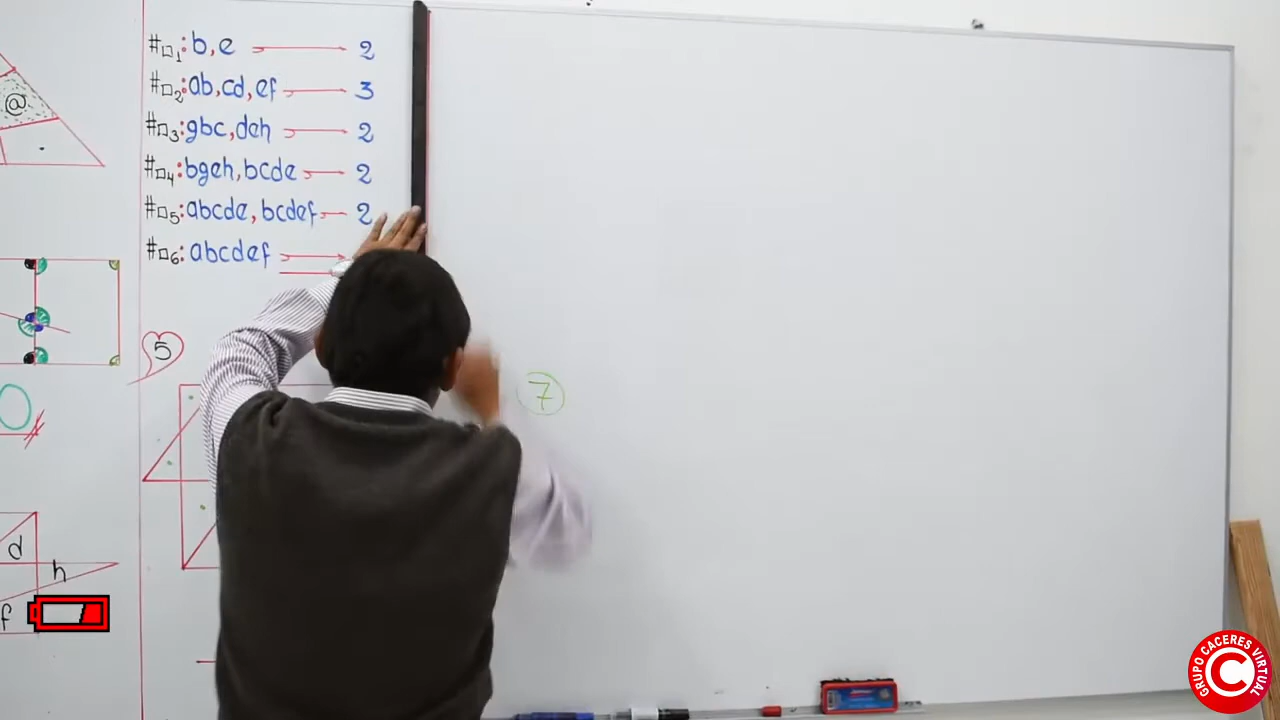 #□₁: b, e → 2
#□₂: ab, cd, ef → 3
#□₃: gbc, deh → 2
#□₄: bgeh, bcde → 2
#□₅: abcde, bcdef → 2
#□₆: abcdef →
@
5
7
d
h
f
GRUPO CACERES VIRTUAL
C